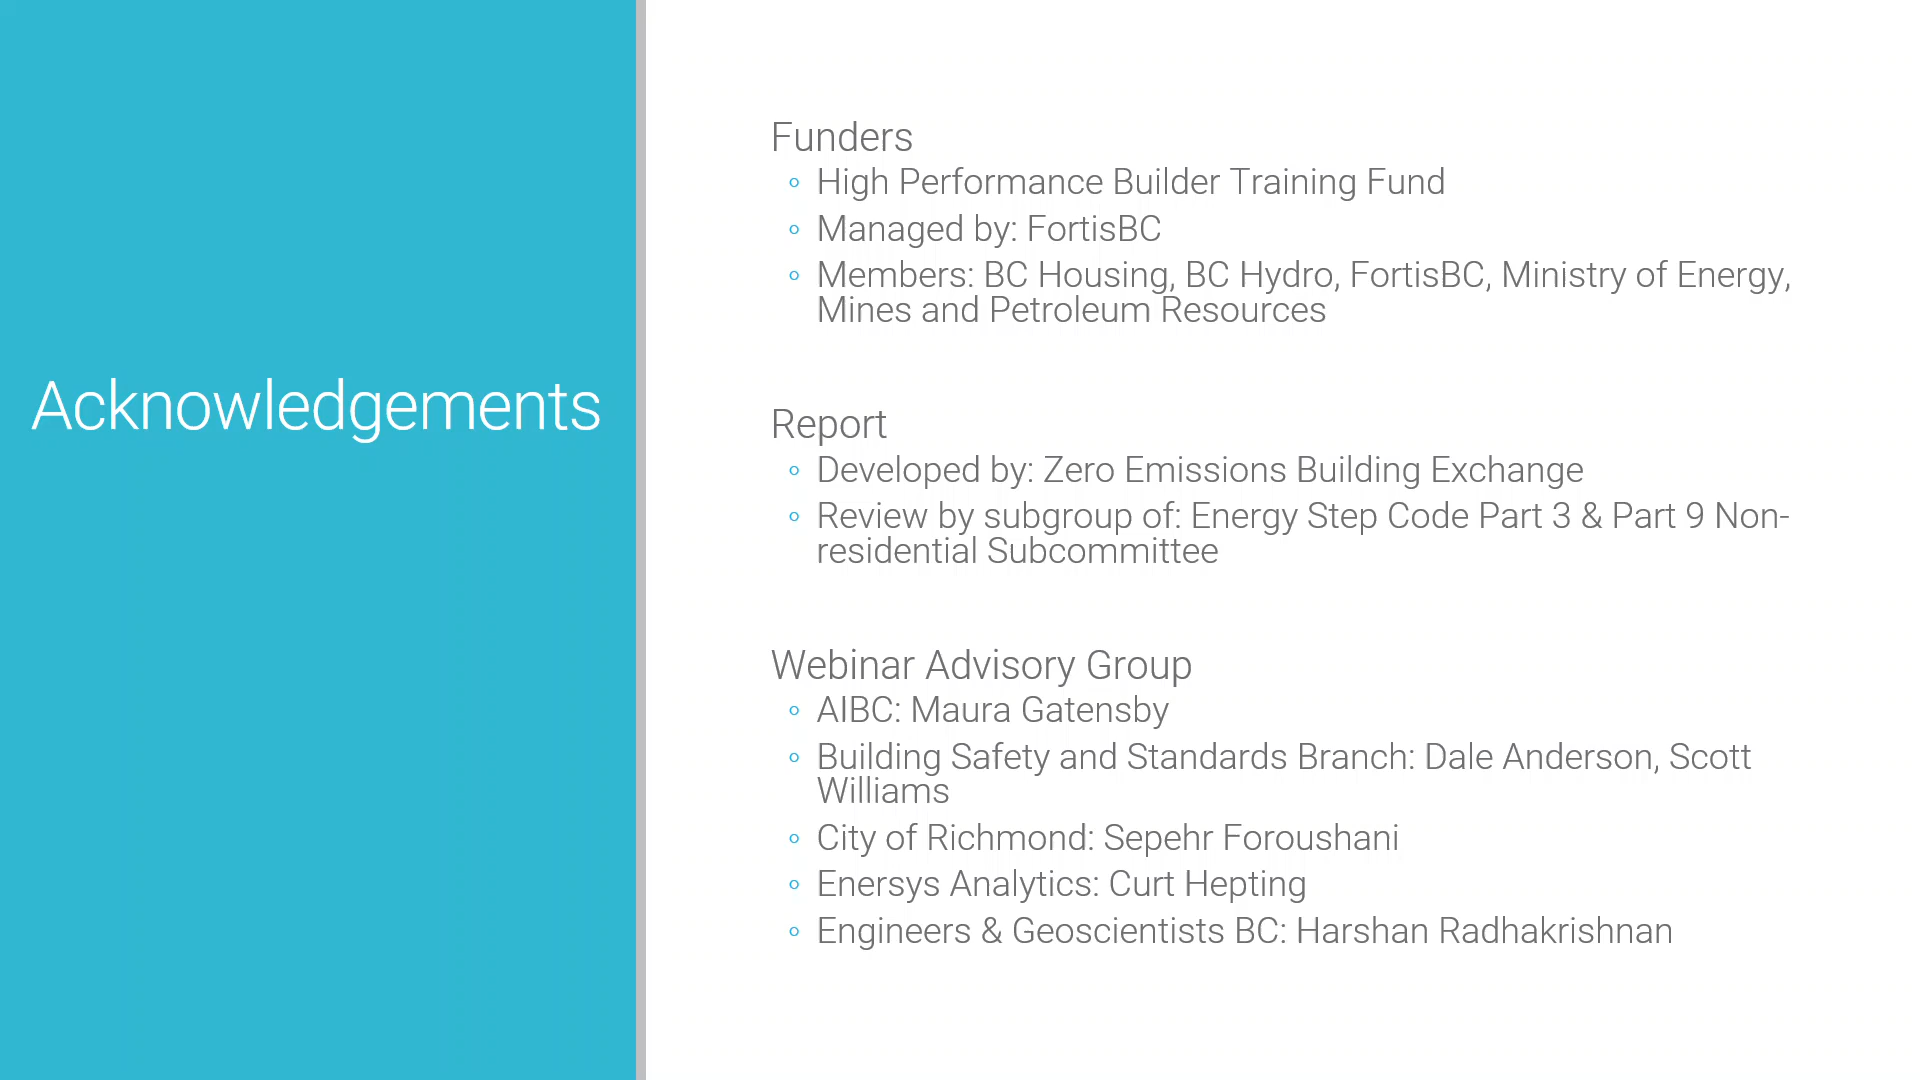 Acknowledgements
Funders
◦ High Performance Builder Training Fund
◦ Managed by: FortisBC
◦ Members: BC Housing, BC Hydro, FortisBC, Ministry of Energy,
Mines and Petroleum Resources
Report
◦ Developed by: Zero Emissions Building Exchange
◦ Review by subgroup of: Energy Step Code Part 3 & Part 9 Non-
residential Subcommittee
Webinar Advisory Group
◦ AIBC: Maura Gatensby
◦ Building Safety and Standards Branch: Dale Anderson, Scott
Williams
◦ City of Richmond: Sepehr Foroushani
◦ Enersys Analytics: Curt Hepting
◦ Engineers & Geoscientists BC: Harshan Radhakrishnan